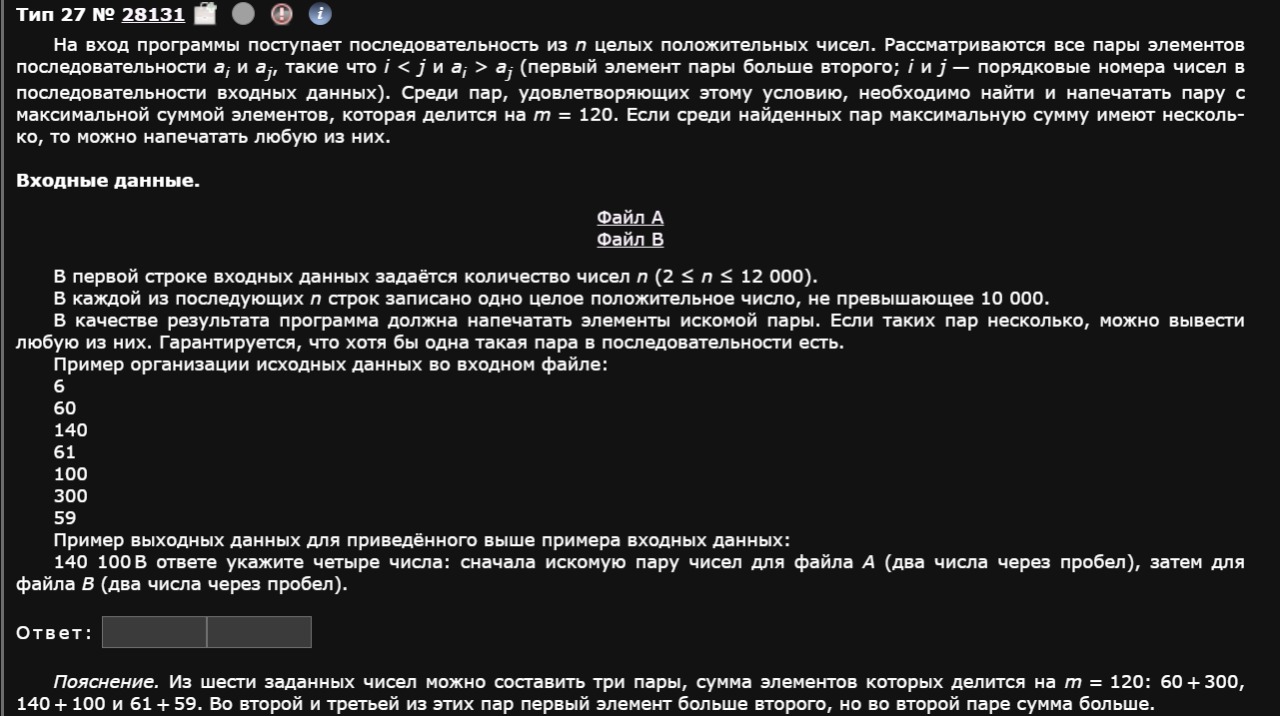 Тип 27 № 28131
На вход программы поступает последовательность из n целых положительных чисел. Рассматриваются все пары элементов
последовательности aᵢ и aⱼ, такие что i < j и aᵢ > aⱼ (первый элемент пары больше второго; i и j — порядковые номера чисел в
последовательности входных данных). Среди пар, удовлетворяющих этому условию, необходимо найти и напечатать пару с
максимальной суммой элементов, которая делится на m = 120. Если среди найденных пар максимальную сумму имеют несколь-
ко, то можно напечатать любую из них.
Входные данные.
Файл A
Файл B
В первой строке входных данных задаётся количество чисел n (2 ≤ n ≤ 12 000).
В каждой из последующих n строк записано одно целое положительное число, не превышающее 10 000.
В качестве результата программа должна напечатать элементы искомой пары. Если таких пар несколько, можно вывести
любую из них. Гарантируется, что хотя бы одна такая пара в последовательности есть.
Пример организации исходных данных во входном файле:
6
60
140
61
100
300
59
Пример выходных данных для приведённого выше примера входных данных:
140 100 В ответе укажите четыре числа: сначала искомую пару чисел для файла A (два числа через пробел), затем для
файла B (два числа через пробел).
Ответ:
Пояснение. Из шести заданных чисел можно составить три пары, сумма элементов которых делится на m = 120: 60 + 300,
140 + 100 и 61 + 59. Во второй и третьей из этих пар первый элемент больше второго, но во второй паре сумма больше.